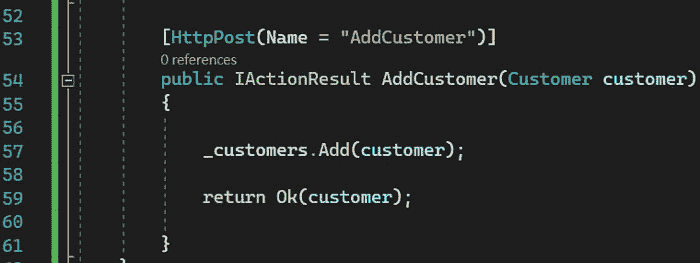 52
53 [HttpPost(Name = "AddCustomer")]
0 references
54 public IActionResult AddCustomer(Customer customer)
55 {
56
57 _customers.Add(customer);
58
59 return Ok(customer);
60
61 }